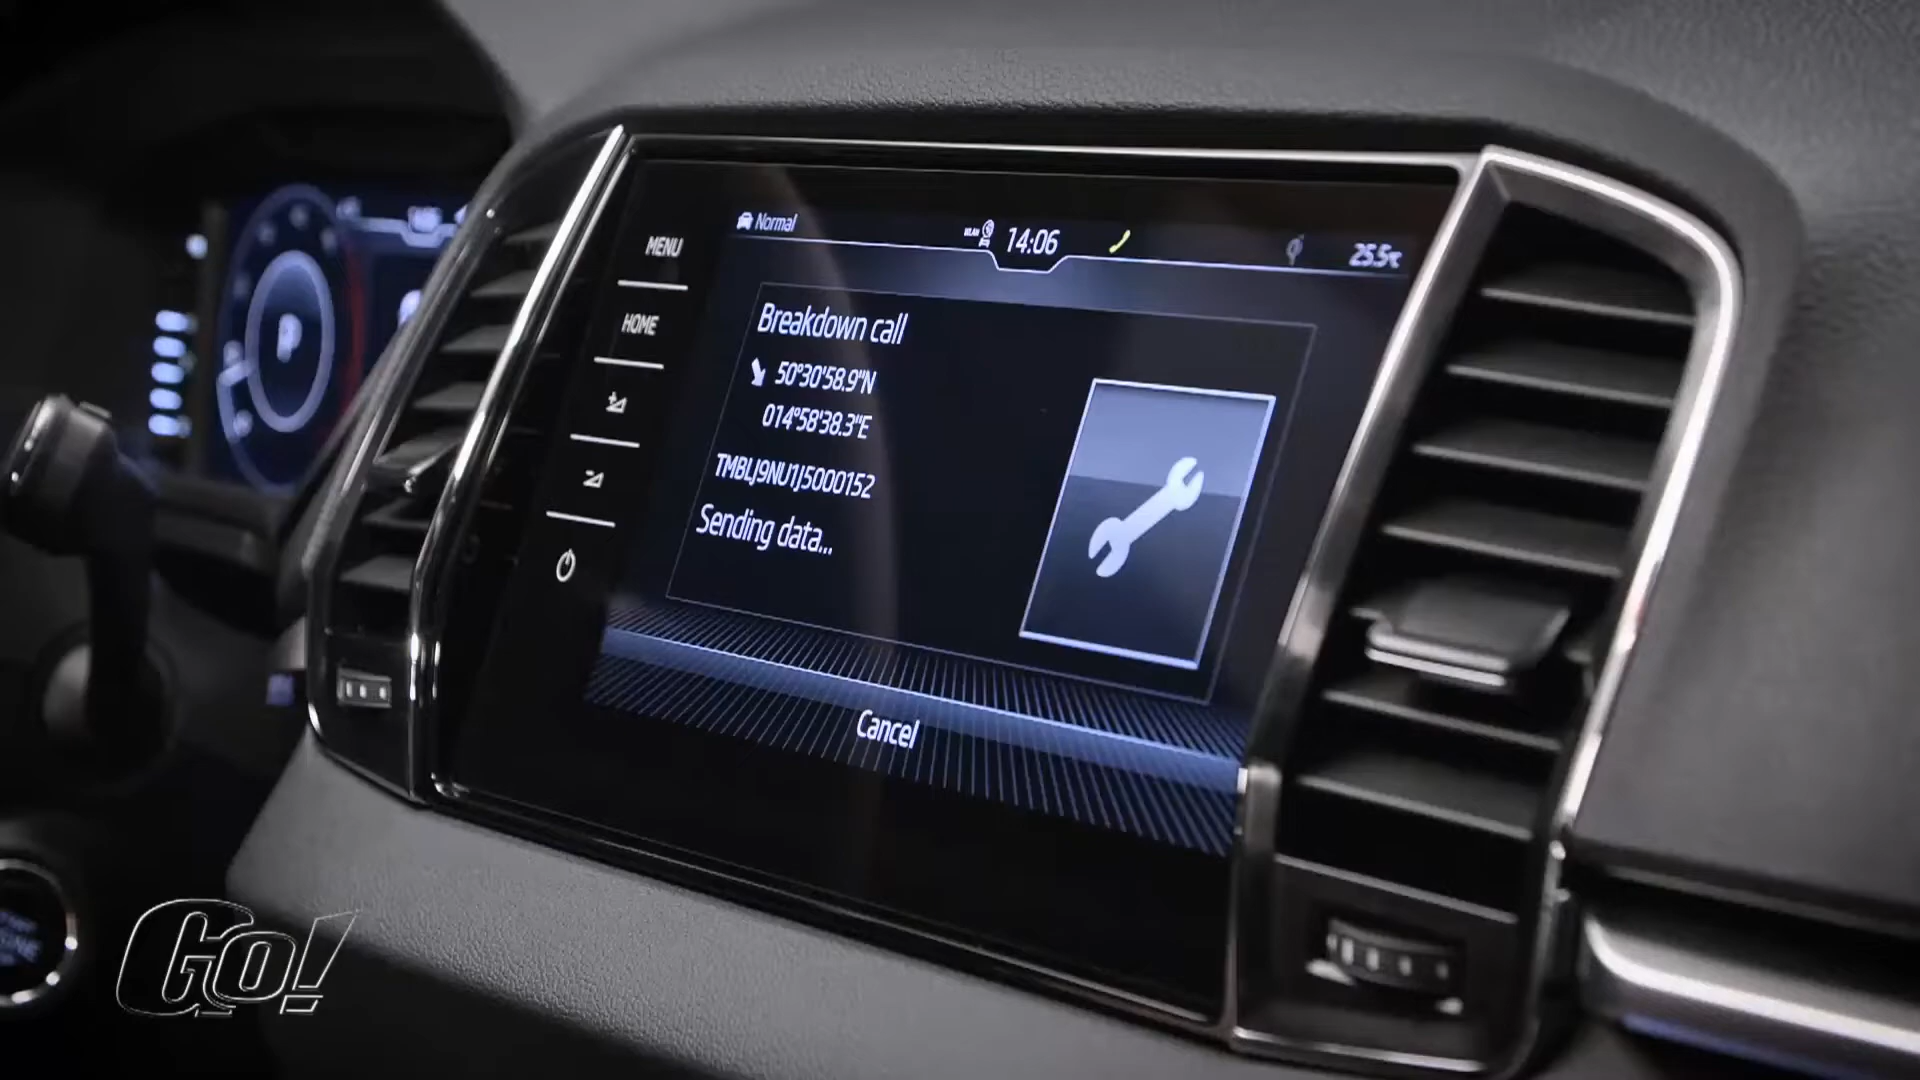 Normal
WLAN
14:06
25.5°C
MENU
HOME
Breakdown call
50°30'58.9"N
014°58'38.3"E
TMBLJ9NU1J5000152
Sending data...
Cancel
P
Go!